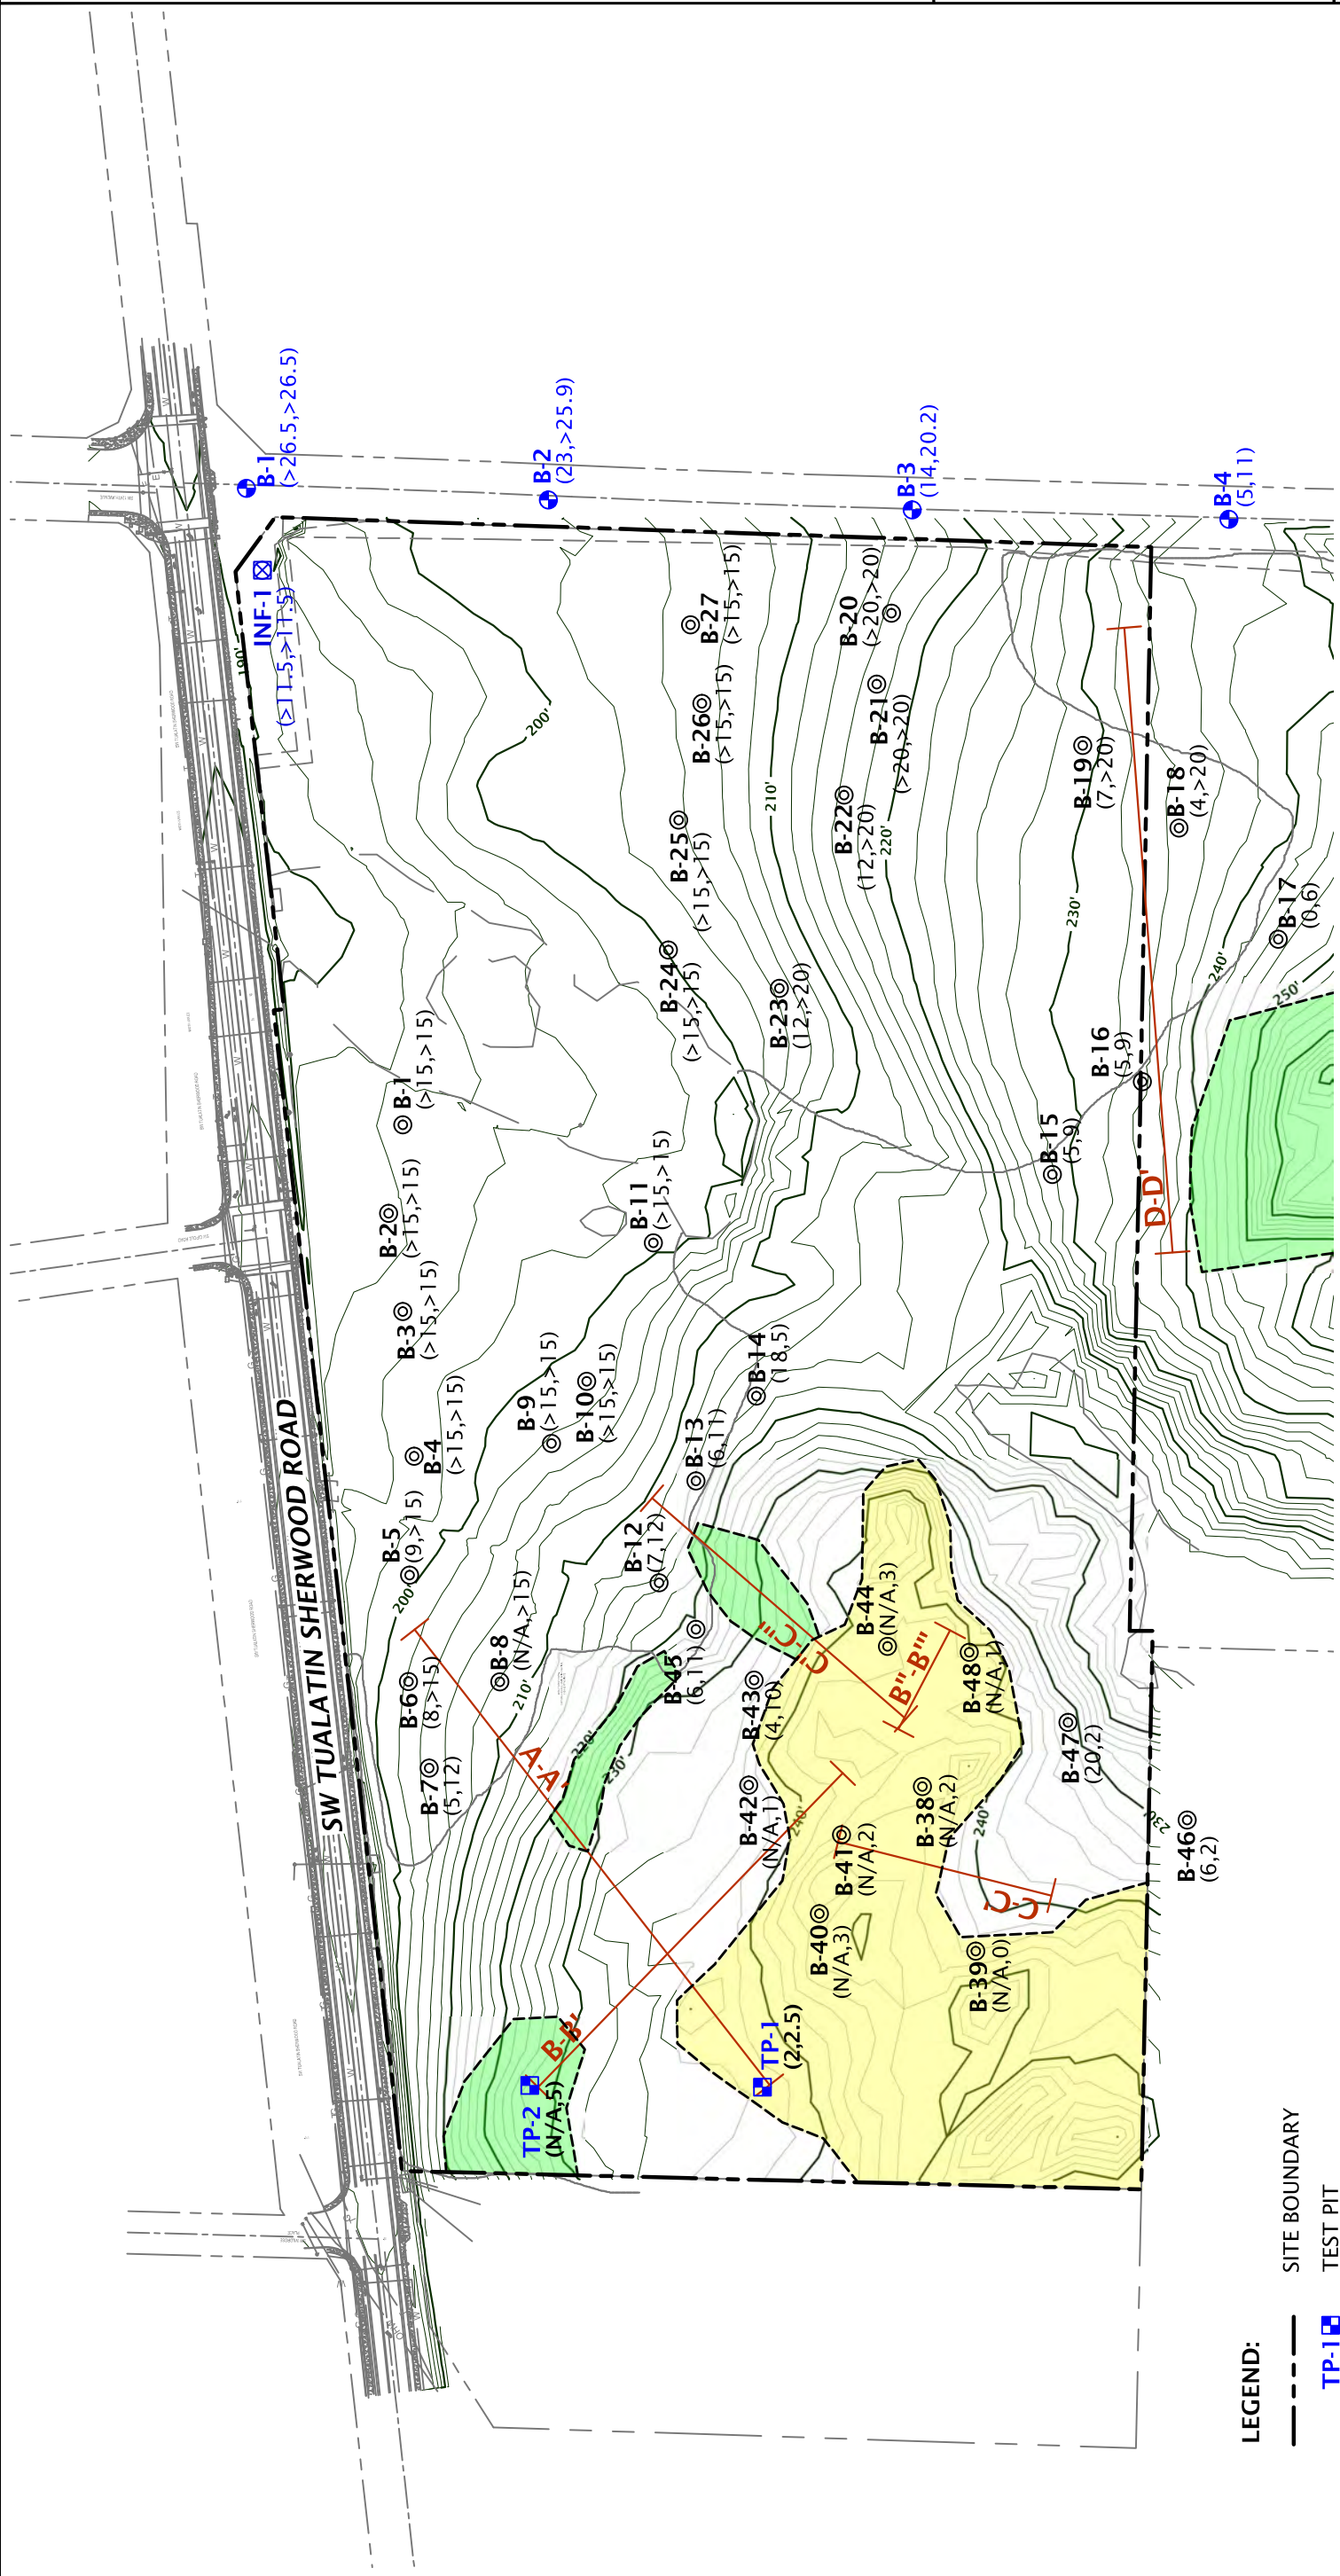 SW TUALATIN SHERWOOD ROAD
TP-2
(N/A,5)
B-B'
A-A'
B-7
(5,12)
B-6
(8,>15)
B-8
(N/A,>15)
B-5
(9,>15)
B-4
(>15,>15)
B-3
(>15,>15)
B-2
(>15,>15)
B-1
(>15,>15)
B-9
(>15,>15)
B-10
(>15,>15)
B-11
(>15,>15)
B-12
(7,12)
B-13
(6,11)
B-14
(18,5)
B-45
(6,11)
C"-C'"
TP-1
(2,2.5)
B-43
(4,10)
B-42
(N/A,1)
B-44
(N/A,3)
B"-B'"
B-48
(N/A,1)
B-41
(N/A,2)
B-40
(N/A,3)
B-38
(N/A,2)
B-39
(N/A,0)
C-C'
B-47
(20,2)
B-46
(6,2)
B-15
(5,9)
B-16
(5,9)
D-D'
B-17
(0,6)
B-18
(4,>20)
B-19
(7,>20)
B-20
(>20,>20)
B-21
(>20,>20)
B-22
(12,>20)
B-23
(12,>20)
B-24
(>15,>15)
B-25
(>15,>15)
B-26
(>15,>15)
B-27
(>15,>15)
INF-1
(>11.5,>11.5)
B-1
(>26.5,>26.5)
B-2
(23,>25.9)
B-3
(14,20.2)
B-4
(5,11)
190'
200'
200'
210'
210'
220'
220'
230'
230'
230'
240'
240'
240'
250'
LEGEND:
SITE BOUNDARY
TP-1
TEST PIT